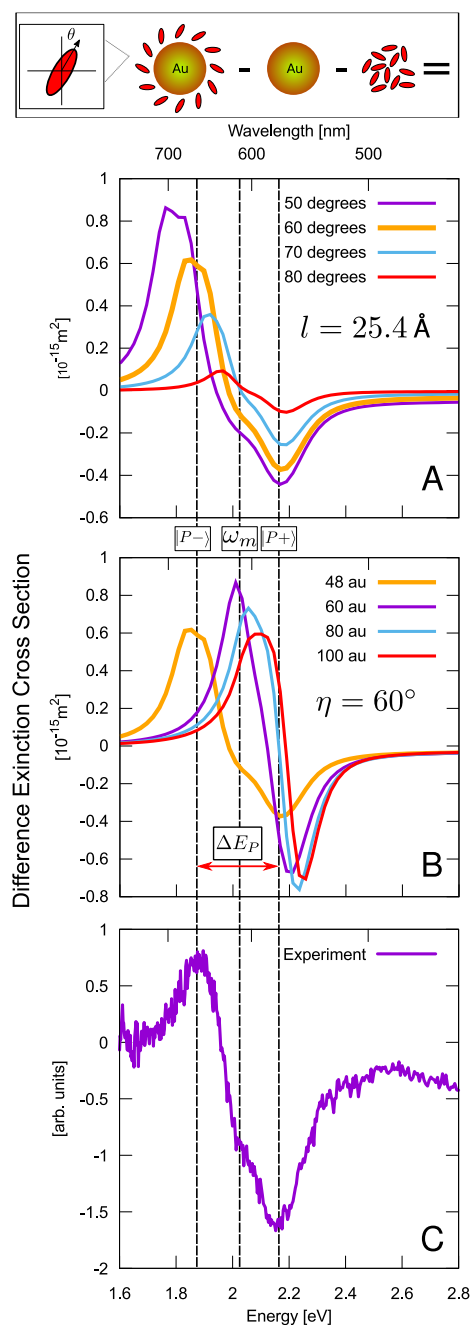 θ
Au - Au - =
Wavelength [nm]
700 600 500
50 degrees
60 degrees
70 degrees
80 degrees
l = 25.4 Å
1
0.8
0.6
0.4
0.2
0
-0.2
-0.4
-0.6
[10⁻¹⁵m²]
A
|P−⟩ ω_m |P+⟩
48 au
60 au
80 au
100 au
η = 60°
1
0.8
0.6
0.4
0.2
0
-0.2
-0.4
-0.6
-0.8
[10⁻¹⁵m²]
ΔE_P
B
Difference Exinction Cross Section
Experiment
1
0.5
0
-0.5
-1
-1.5
-2
[arb. units]
C
1.6 1.8 2 2.2 2.4 2.6 2.8
Energy [eV]